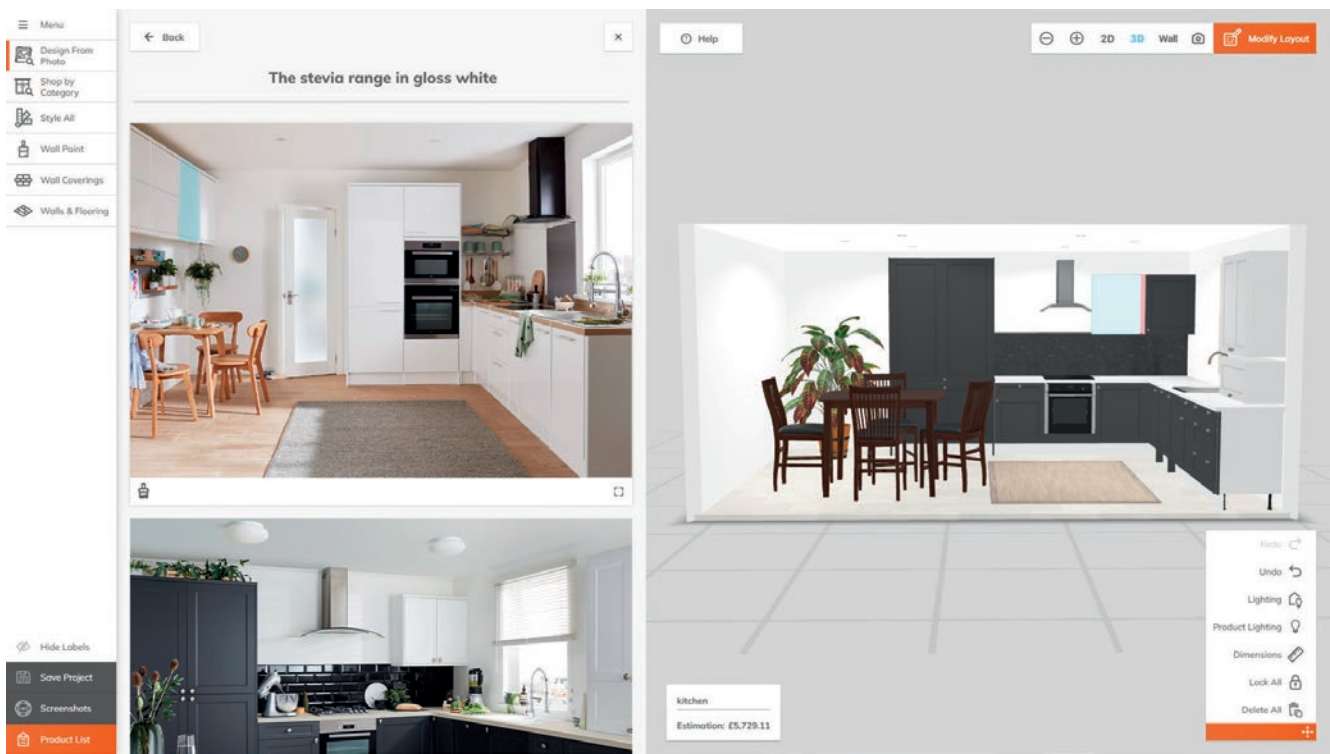 Menu
Design From
Photo
Shop by
Category
Style All
Wall Paint
Wall Coverings
Walls & Flooring
Hide Labels
Save Project
Screenshots
Product List
Back
The stevia range in gloss white
Help
2D 3D Wall
Modify Layout
kitchen
Estimation: £5,729.11
Redo
Undo
Lighting
Product Lighting
Dimensions
Lock All
Delete All